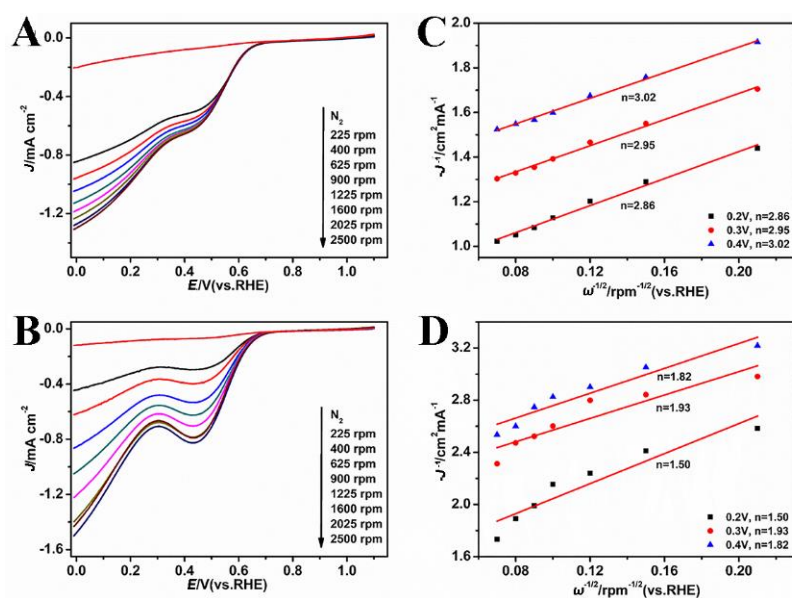 A
0.0
-0.4
-0.8
-1.2
J/mA cm⁻²
N₂
225 rpm
400 rpm
625 rpm
900 rpm
1225 rpm
1600 rpm
2025 rpm
2500 rpm
0.0 0.2 0.4 0.6 0.8 1.0
E/V(vs.RHE)
C
2.0
1.8
1.6
1.4
1.2
1.0
-J⁻¹/cm²mA⁻¹
n=3.02
n=2.95
n=2.86
0.2V, n=2.86
0.3V, n=2.95
0.4V, n=3.02
0.08 0.12 0.16 0.20
ω⁻¹/²/rpm⁻¹/²(vs.RHE)
B
0.0
-0.4
-0.8
-1.2
-1.6
J/mA cm⁻²
N₂
225 rpm
400 rpm
625 rpm
900 rpm
1225 rpm
1600 rpm
2025 rpm
2500 rpm
0.0 0.2 0.4 0.6 0.8 1.0
E/V(vs.RHE)
D
3.2
2.8
2.4
2.0
1.6
-J⁻¹/cm²mA⁻¹
n=1.82
n=1.93
n=1.50
0.2V, n=1.50
0.3V, n=1.93
0.4V, n=1.82
0.08 0.12 0.16 0.20
ω⁻¹/²/rpm⁻¹/²(vs.RHE)